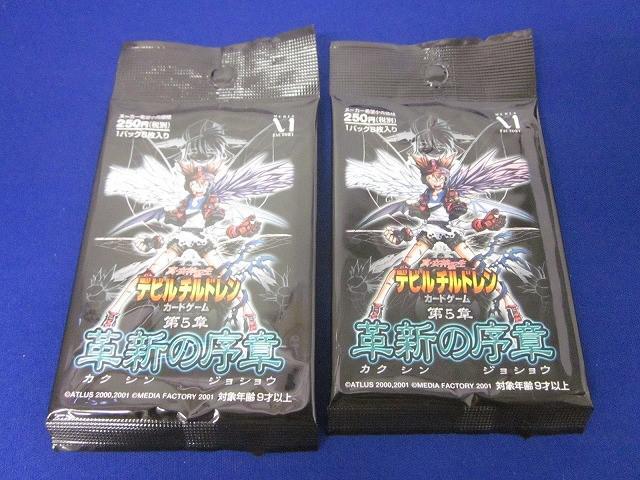 メーカー希望小売価格
250円(税別)
1パック8枚入り
MEDIA
FACTORY
真・女神転生
デビルチルドレン
カードゲーム
第5章
革新の序章
カクシン ジョショウ
©ATLUS 2000,2001 ©MEDIA FACTORY 2001 対象年齢9才以上
メーカー希望小売価格
250円(税別)
1パック8枚入り
MEDIA
FACTORY
真・女神転生
デビルチルドレン
カードゲーム
第5章
革新の序章
カクシン ジョショウ
©ATLUS 2000,2001 ©MEDIA FACTORY 2001 対象年齢9才以上